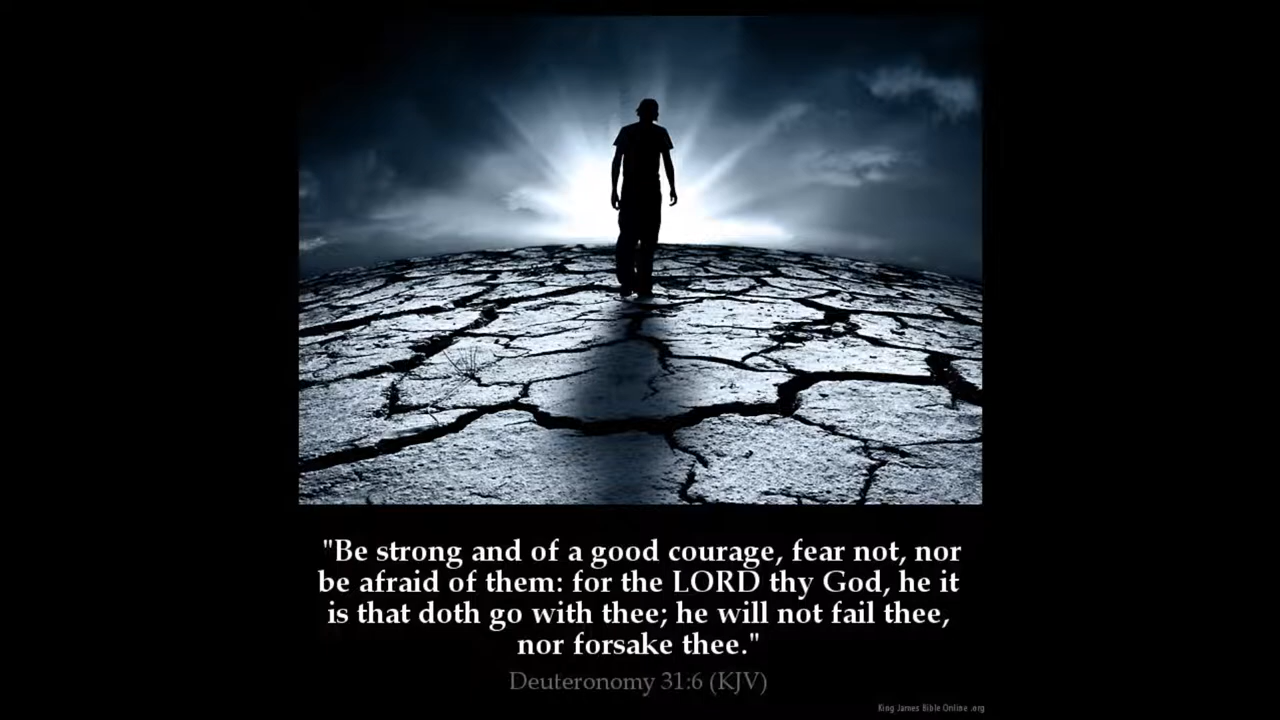 "Be strong and of a good courage, fear not, nor
be afraid of them: for the LORD thy God, he it
is that doth go with thee; he will not fail thee,
nor forsake thee."
Deuteronomy 31:6 (KJV)
King James Bible Online .org